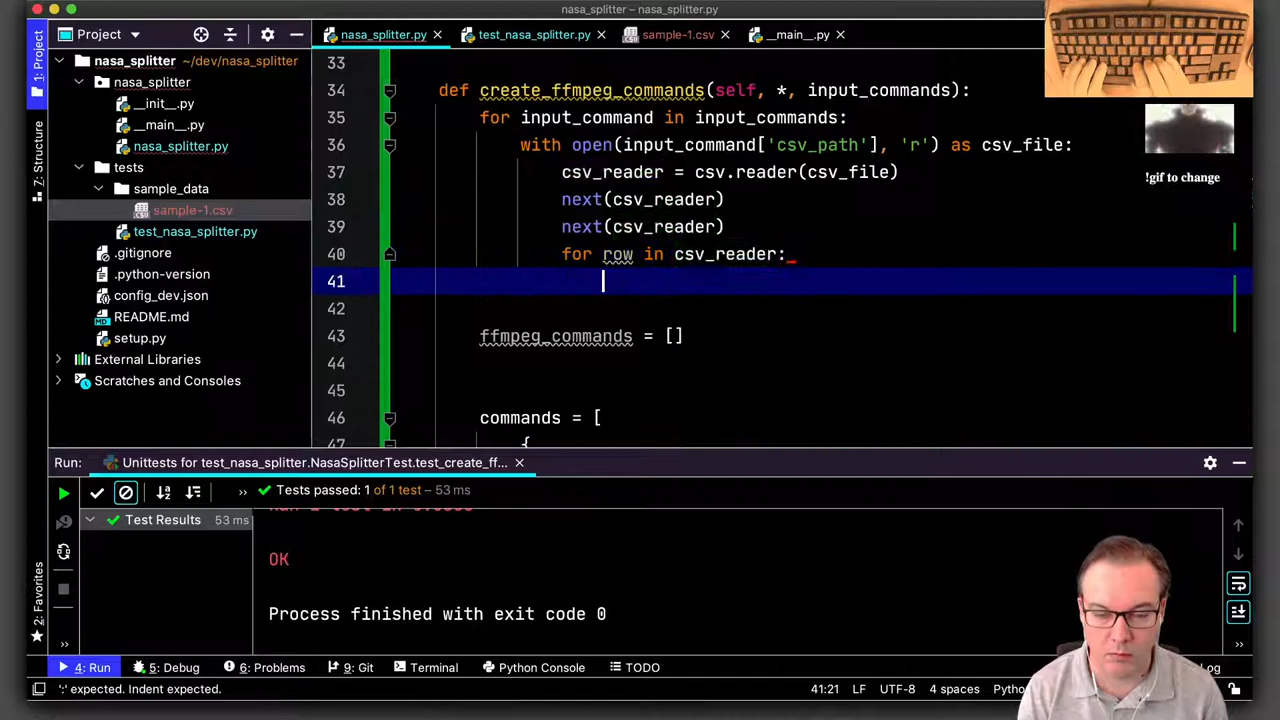 nasa_splitter – nasa_splitter.py
Project
nasa_splitter.py
test_nasa_splitter.py
sample-1.csv
__main__.py
1: Project
7: Structure
2: Favorites
nasa_splitter ~/dev/nasa_splitter
nasa_splitter
__init__.py
__main__.py
nasa_splitter.py
tests
sample_data
sample-1.csv
test_nasa_splitter.py
.gitignore
.python-version
config_dev.json
README.md
setup.py
External Libraries
Scratches and Consoles
33
34 def create_ffmpeg_commands(self, *, input_commands):
35 for input_command in input_commands:
36 with open(input_command['csv_path'], 'r') as csv_file:
37 csv_reader = csv.reader(csv_file)
38 next(csv_reader)
39 next(csv_reader)
40 for row in csv_reader:
41
42
43 ffmpeg_commands = []
44
45
46 commands = [
47 {
!gif to change
Run: Unittests for test_nasa_splitter.NasaSplitterTest.test_create_ff...
Tests passed: 1 of 1 test – 53 ms
Test Results 53 ms
OK
Process finished with exit code 0
4: Run
5: Debug
6: Problems
9: Git
Terminal
Python Console
TODO
':' expected. Indent expected.
41:21
LF
UTF-8
4 spaces